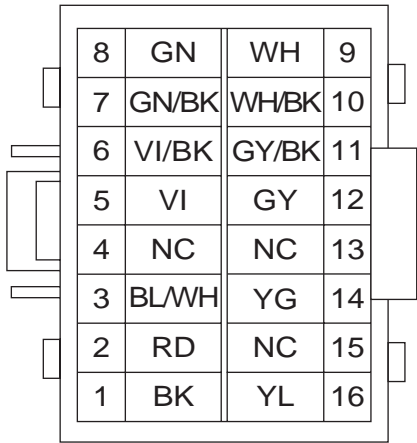 8 GN WH 9
7 GN/BK WH/BK 10
6 VI/BK GY/BK 11
5 VI GY 12
4 NC NC 13
3 BL/WH YG 14
2 RD NC 15
1 BK YL 16